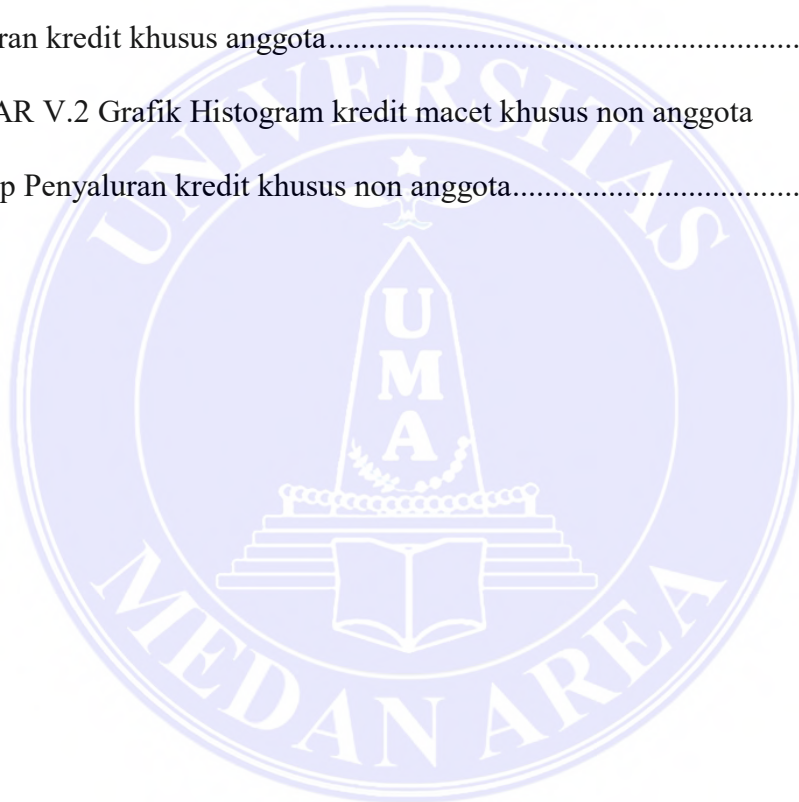 ran kredit khusus anggota...............................................................
AR V.2 Grafik Histogram kredit macet khusus non anggota
p Penyaluran kredit khusus non anggota.......................................
UNIVERSITAS
U
M
A
MEDAN AREA